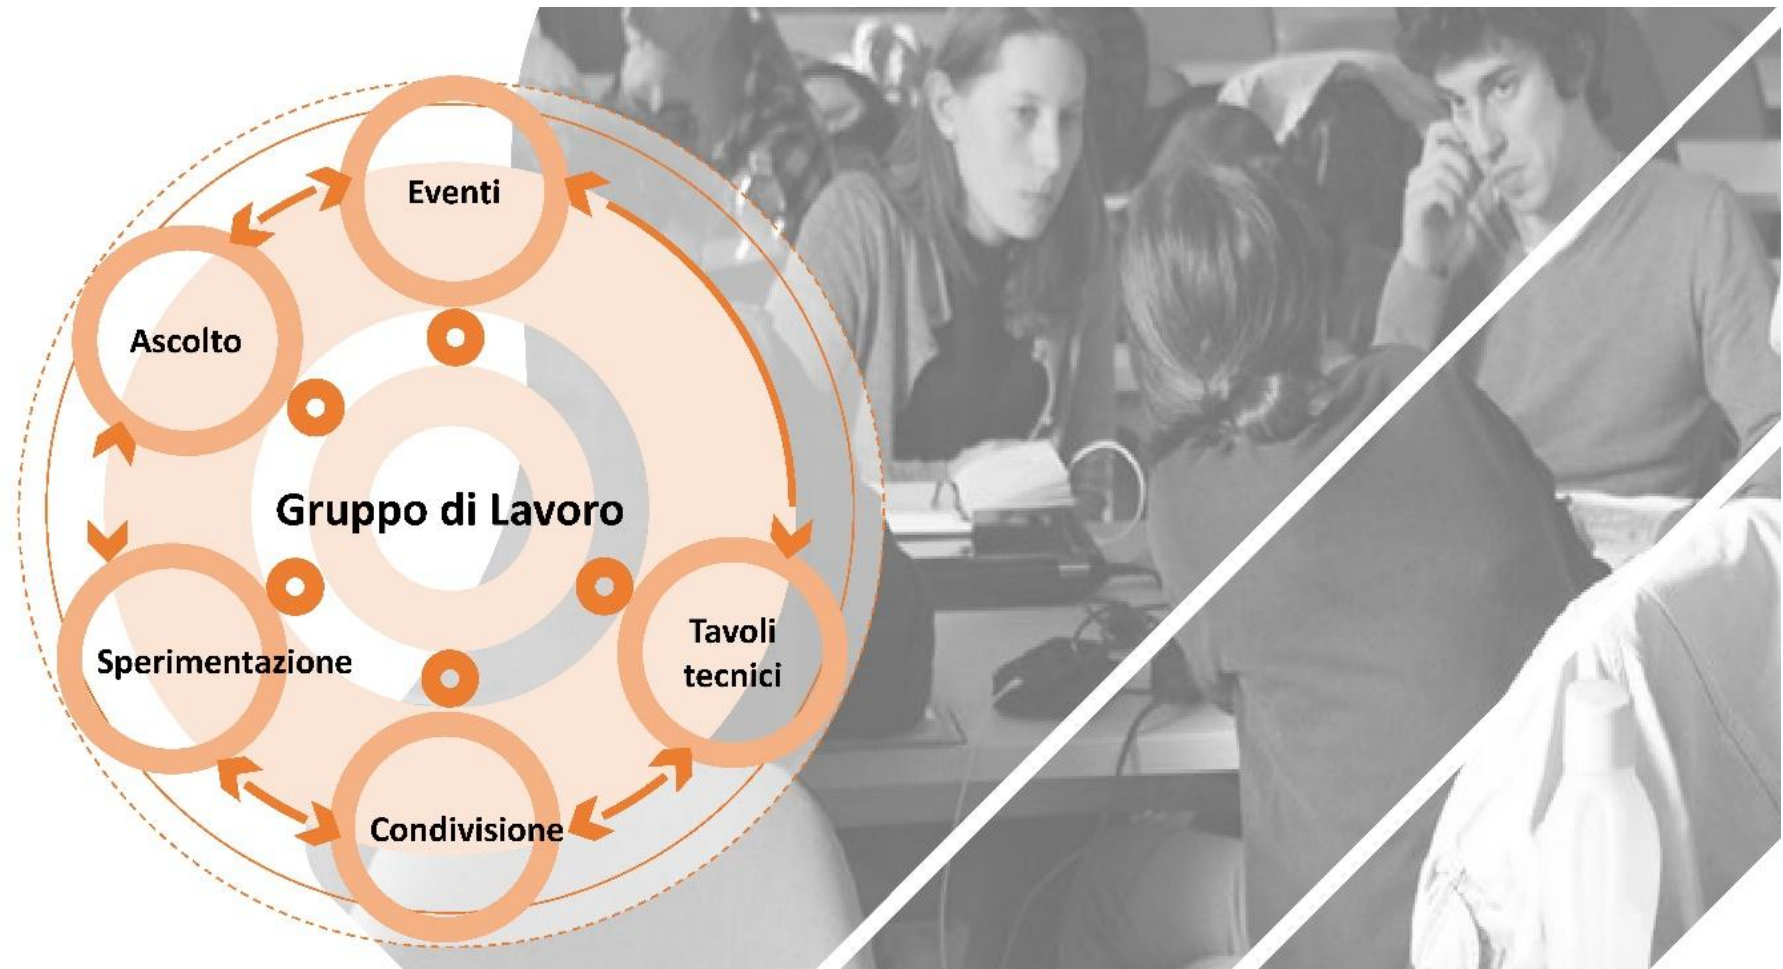 Eventi
Ascolto
Gruppo di Lavoro
Tavoli
tecnici
Sperimentazione
Condivisione